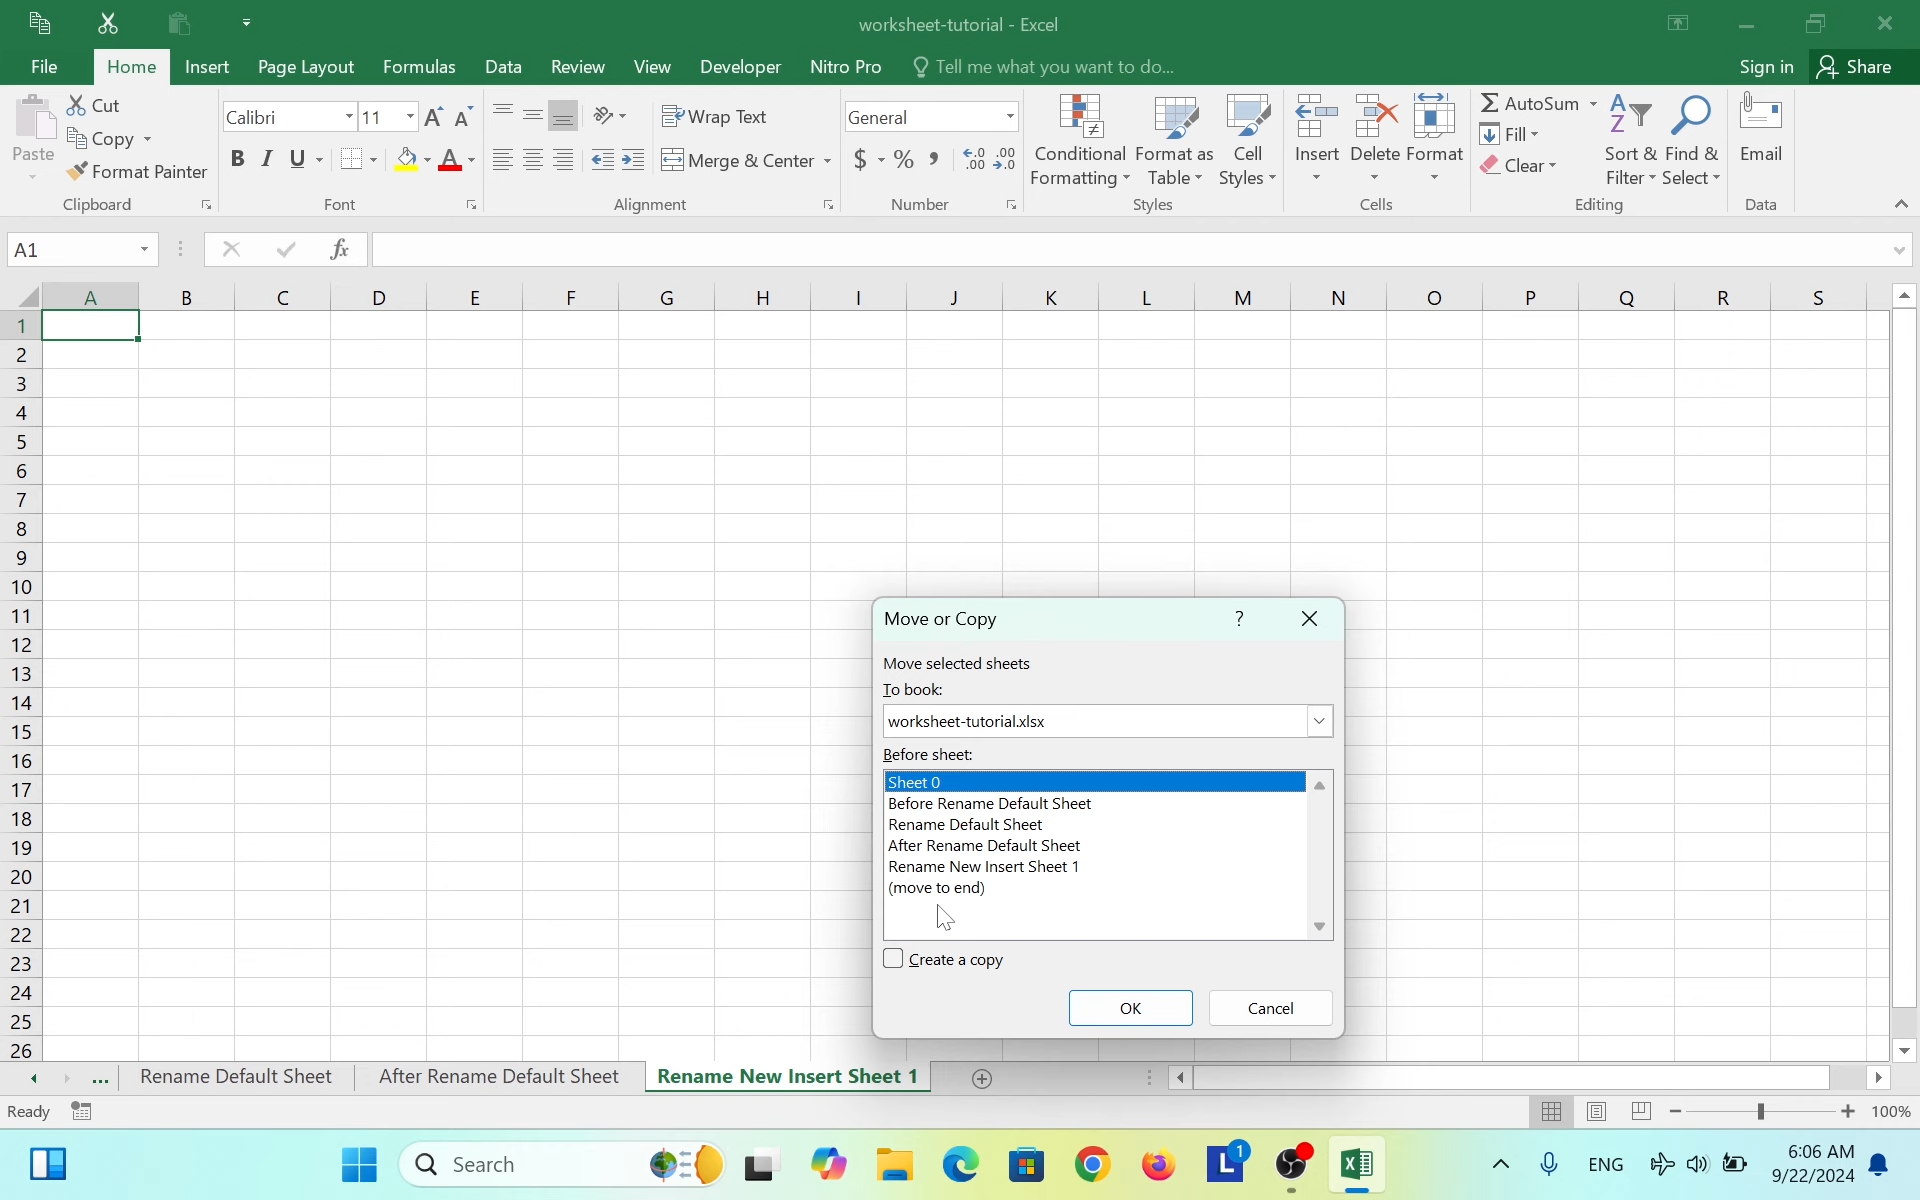 worksheet-tutorial - Excel
File Home Insert Page Layout Formulas Data Review View Developer Nitro Pro Tell me what you want to do... Sign in Share
Paste
Cut
Copy
Format Painter
Clipboard
Calibri 11
B I U
Font
Wrap Text
Merge & Center
Alignment
General
$ % , .0 .00 .00 .0
Number
Conditional Formatting
Format as Table
Cell Styles
Styles
Insert Delete Format
Cells
AutoSum
Fill
Clear
Sort & Filter
Find & Select
Editing
Email
Data
A1
fx
A B C D E F G H I J K L M N O P Q R S
1
2
3
4
5
6
7
8
9
10
11
12
13
14
15
16
17
18
19
20
21
22
23
24
25
26
Move or Copy ?
Move selected sheets
To book:
worksheet-tutorial.xlsx
Before sheet:
Sheet 0
Before Rename Default Sheet
Rename Default Sheet
After Rename Default Sheet
Rename New Insert Sheet 1
(move to end)
Create a copy
OK Cancel
... Rename Default Sheet After Rename Default Sheet Rename New Insert Sheet 1
Ready 100%
Search L 1 ENG 6:06 AM
9/22/2024